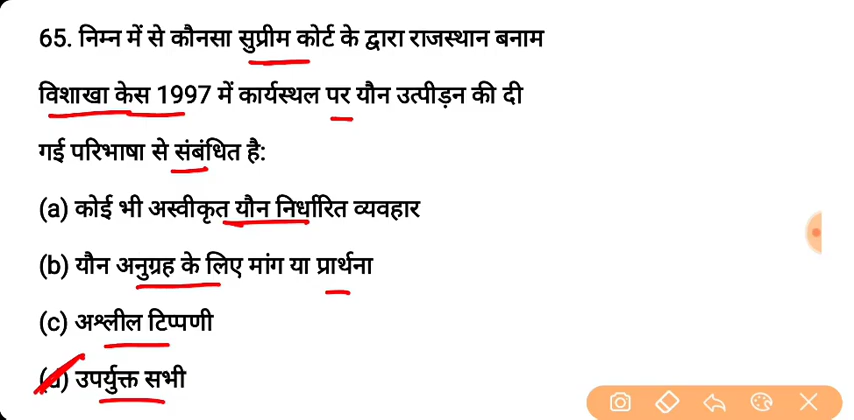 65. निम्न में से कौनसा सुप्रीम कोर्ट के द्वारा राजस्थान बनाम
विशाखा केस 1997 में कार्यस्थल पर यौन उत्पीड़न की दी
गई परिभाषा से संबंधित है:
(a) कोई भी अस्वीकृत यौन निर्धारित व्यवहार
(b) यौन अनुग्रह के लिए मांग या प्रार्थना
(c) अश्लील टिप्पणी
(d) उपर्युक्त सभी